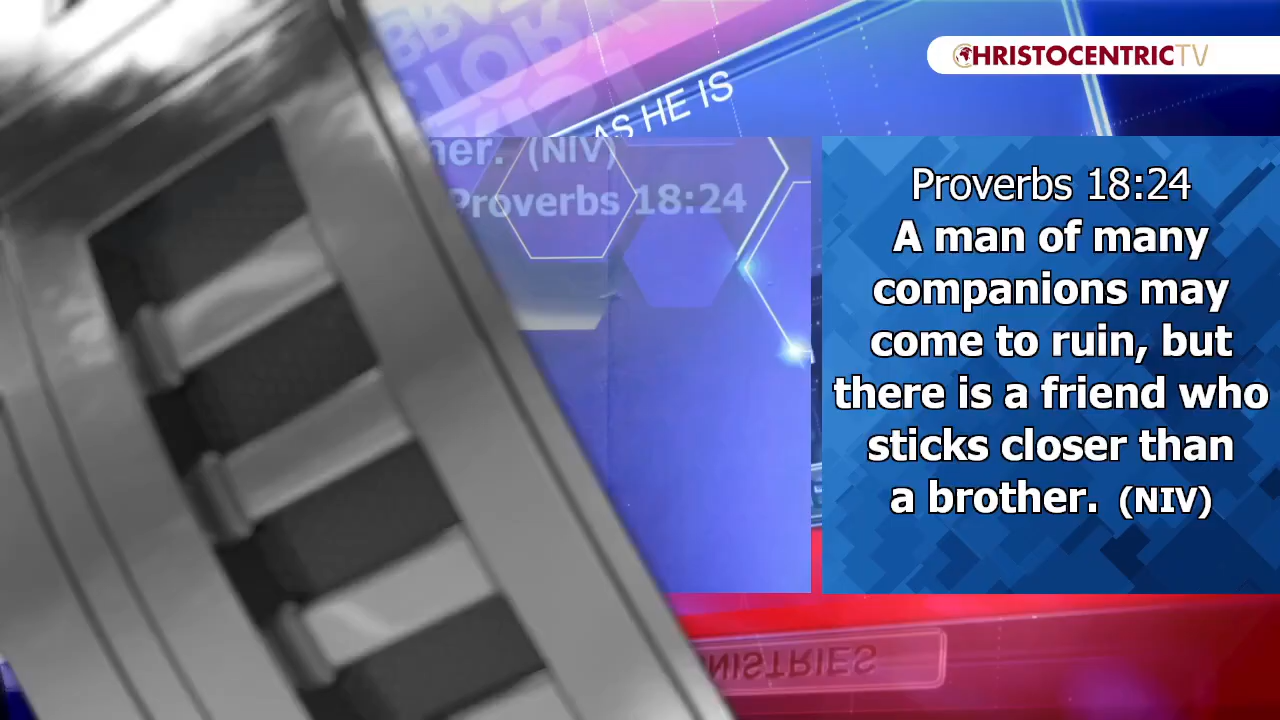 CHRISTOCENTRICTV
AS HE IS
her. (NIV)
Proverbs 18:24
Proverbs 18:24
A man of many
companions may
come to ruin, but
there is a friend who
sticks closer than
a brother. (NIV)
NISTRIES